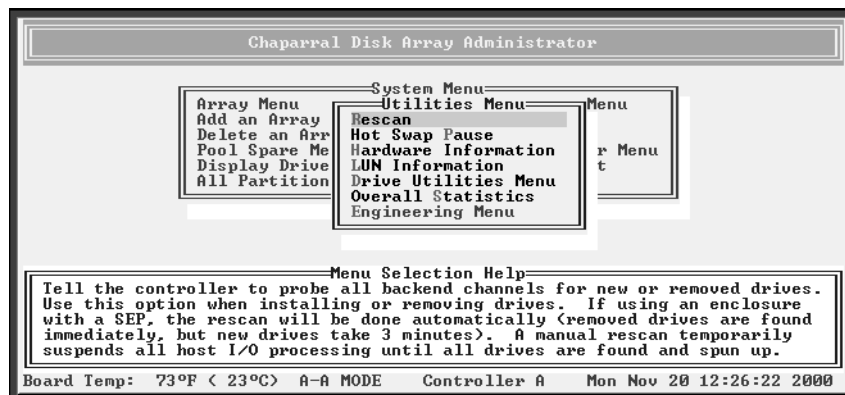 Chaparral Disk Array Administrator
System Menu
Array Menu
Add an Array
Delete an Arr
Pool Spare Me
Display Drive
All Partition
Menu
r Menu
t
Utilities Menu
Rescan
Hot Swap Pause
Hardware Information
LUN Information
Drive Utilities Menu
Overall Statistics
Engineering Menu
Menu Selection Help
Tell the controller to probe all backend channels for new or removed drives.
Use this option when installing or removing drives. If using an enclosure
with a SEP, the rescan will be done automatically (removed drives are found
immediately, but new drives take 3 minutes). A manual rescan temporarily
suspends all host I/O processing until all drives are found and spun up.
Board Temp: 73ºF ( 23ºC) A-A MODE Controller A Mon Nov 20 12:26:22 2000